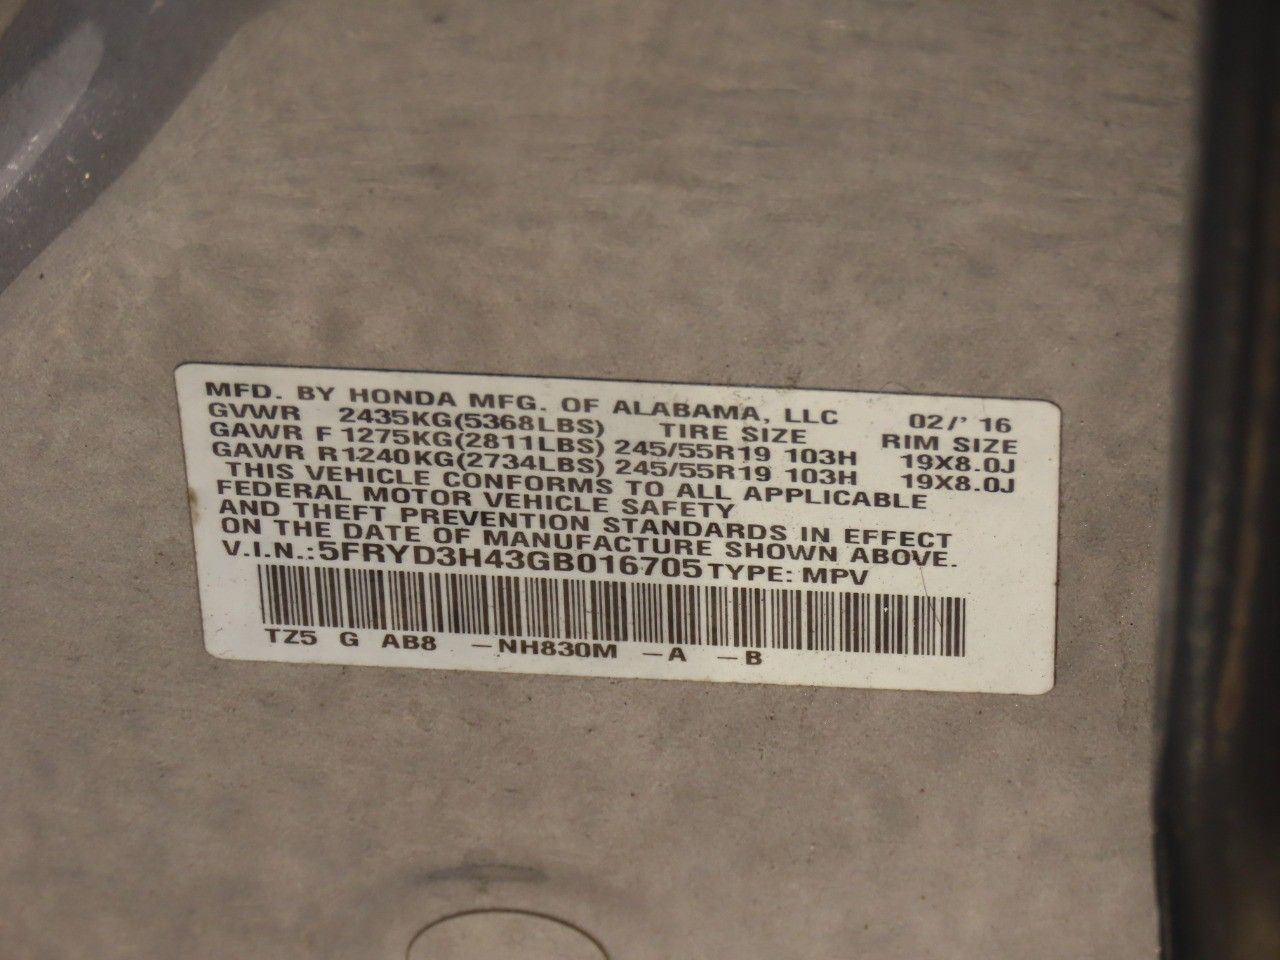 MFD. BY HONDA MFG. OF ALABAMA, LLC 02/'16
GVWR 2435KG(5368LBS) TIRE SIZE RIM SIZE
GAWR F 1275KG(2811LBS) 245/55R19 103H 19X8.0J
GAWR R1240KG(2734LBS) 245/55R19 103H 19X8.0J
THIS VEHICLE CONFORMS TO ALL APPLICABLE
FEDERAL MOTOR VEHICLE SAFETY
AND THEFT PREVENTION STANDARDS IN EFFECT
ON THE DATE OF MANUFACTURE SHOWN ABOVE.
V.I.N.:5FRYD3H43GB016705 TYPE: MPV
TZ5 G AB8 -NH830M -A -B